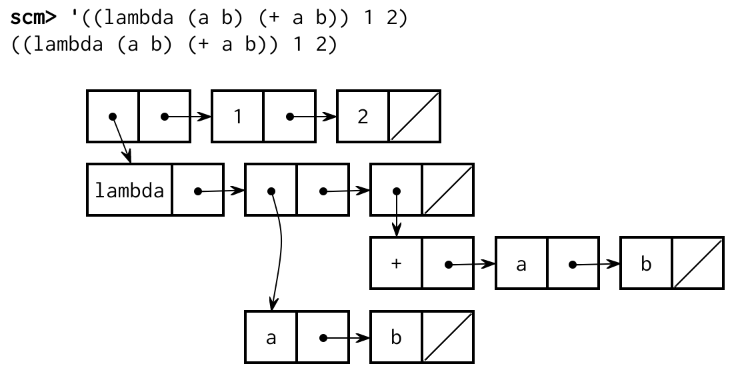 scm> '((lambda (a b) (+ a b)) 1 2)
((lambda (a b) (+ a b)) 1 2)
1 2
lambda
+ a b
a b